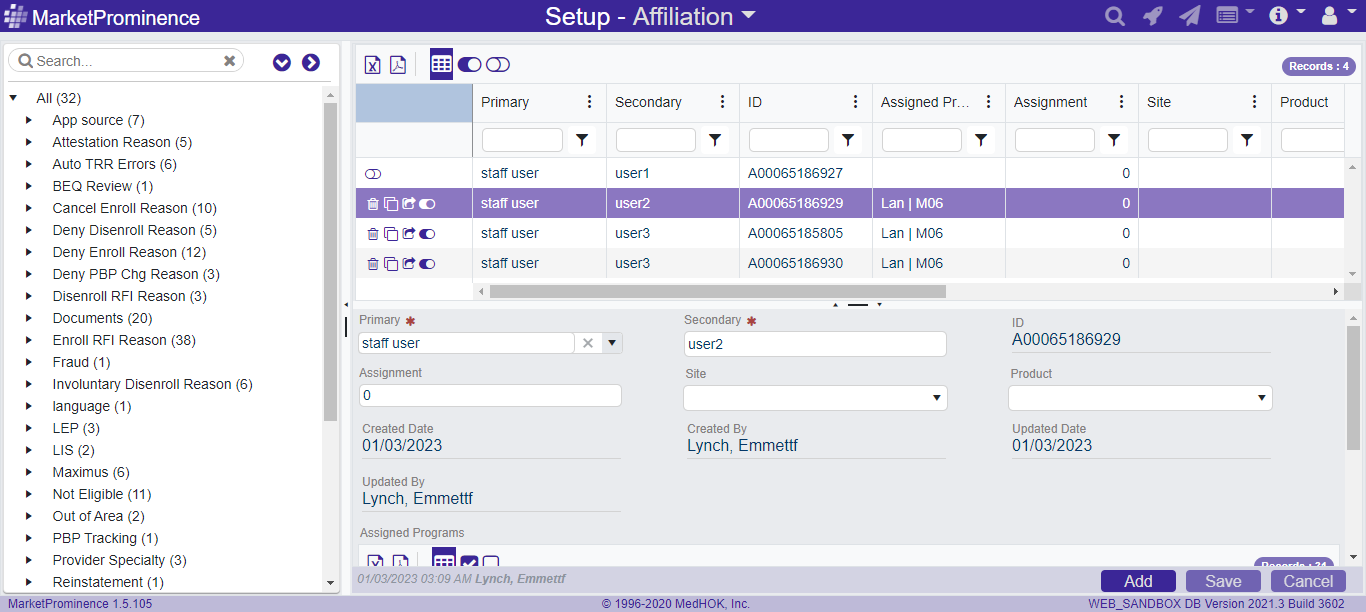 MarketProminence
Setup - Affiliation
Search...
All (32)
App source (7)
Attestation Reason (5)
Auto TRR Errors (6)
BEQ Review (1)
Cancel Enroll Reason (10)
Deny Disenroll Reason (5)
Deny Enroll Reason (12)
Deny PBP Chg Reason (3)
Disenroll RFI Reason (3)
Documents (20)
Enroll RFI Reason (38)
Fraud (1)
Involuntary Disenroll Reason (6)
language (1)
LEP (3)
LIS (2)
Maximus (6)
Not Eligible (11)
Out of Area (2)
PBP Tracking (1)
Provider Specialty (3)
Reinstatement (1)
Records : 4
Primary Secondary ID Assigned Pr... Assignment Site Product
staff user user1 A00065186927 0
staff user user2 A00065186929 Lan | M06 0
staff user user3 A00065185805 Lan | M06 0
staff user user3 A00065186930 Lan | M06 0
Primary * Secondary * ID
staff user user2 A00065186929
Assignment Site Product
0
Created Date Created By Updated Date
01/03/2023 Lynch, Emmettf 01/03/2023
Updated By
Lynch, Emmettf
Assigned Programs
Records : 24
01/03/2023 03:09 AM Lynch, Emmettf
Add Save Cancel
MarketProminence 1.5.105 © 1996-2020 MedHOK, Inc. WEB_SANDBOX DB Version 2021.3 Build 3602